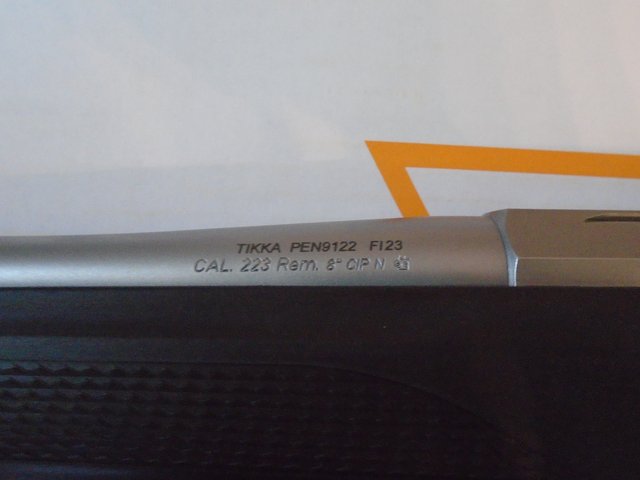 TIKKA PEN9122 FI23
CAL. 223 Rem. 8" CIP N